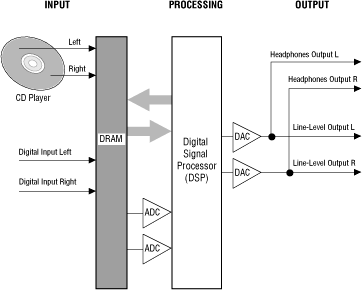 INPUT
PROCESSING
OUTPUT
Left
Right
CD Player
Headphones Output L
Headphones Output R
DRAM
Digital
Signal
Processor
(DSP)
DAC
Line-Level Output L
Digital Input Left
DAC
Line-Level Output R
Digital Input Right
ADC
ADC